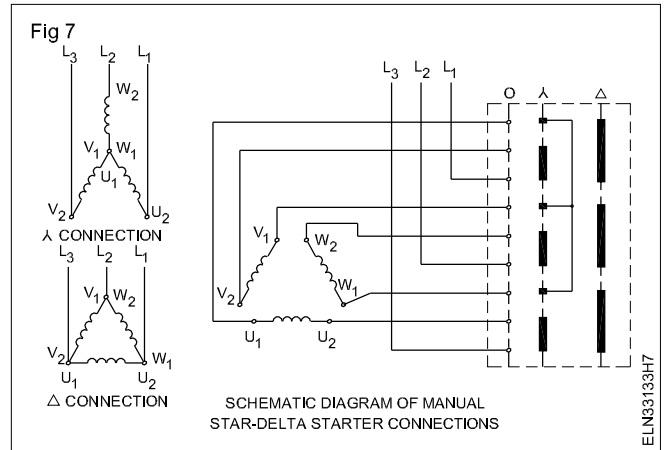 Fig 7
L3 L2 L1
W2
V1 W1
U1
V2 U2
⅄ CONNECTION
L3 L2 L1
V1 W2
V2 W1
U1 U2
△ CONNECTION
L3 L2 L1
O ⅄ △
V1 W2
V2 W1
U1 U2
SCHEMATIC DIAGRAM OF MANUAL
STAR-DELTA STARTER CONNECTIONS
ELN33133H7